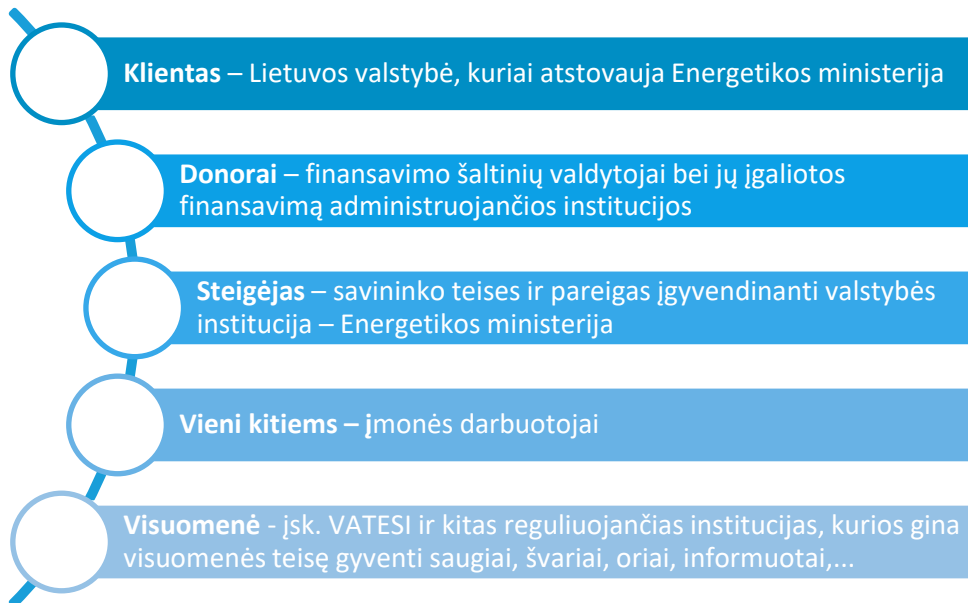 Klientas – Lietuvos valstybė, kuriai atstovauja Energetikos ministerija
Donorai – finansavimo šaltinių valdytojai bei jų įgaliotos
finansavimą administruojančios institucijos
Steigėjas – savininko teises ir pareigas įgyvendinanti valstybės
institucija – Energetikos ministerija
Vieni kitiems – įmonės darbuotojai
Visuomenė - įsk. VATESI ir kitas reguliuojančias institucijas, kurios gina
visuomenės teisę gyventi saugiai, švariai, oriai, informuotai,...